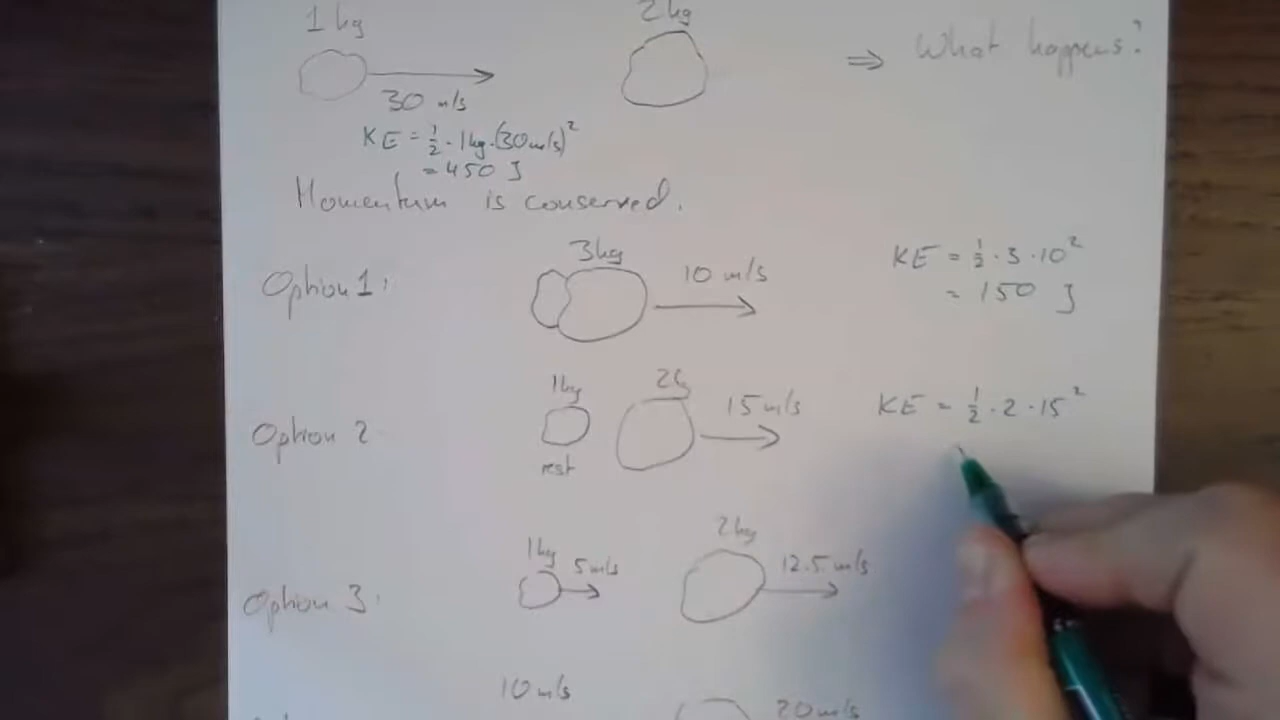 1 kg 2 kg
30 m/s
⇒ What happens?
KE = 1/2 · 1kg · (30m/s)²
= 450 J
Momentum is conserved.
Option 1:
3kg
10 m/s
KE = 1/2 · 3 · 10²
= 150 J
Option 2
1kg
rest
15 m/s
KE = 1/2 · 2 · 15²
Option 3:
1kg
5m/s
2kg
12.5 m/s
10 m/s
20 m/s